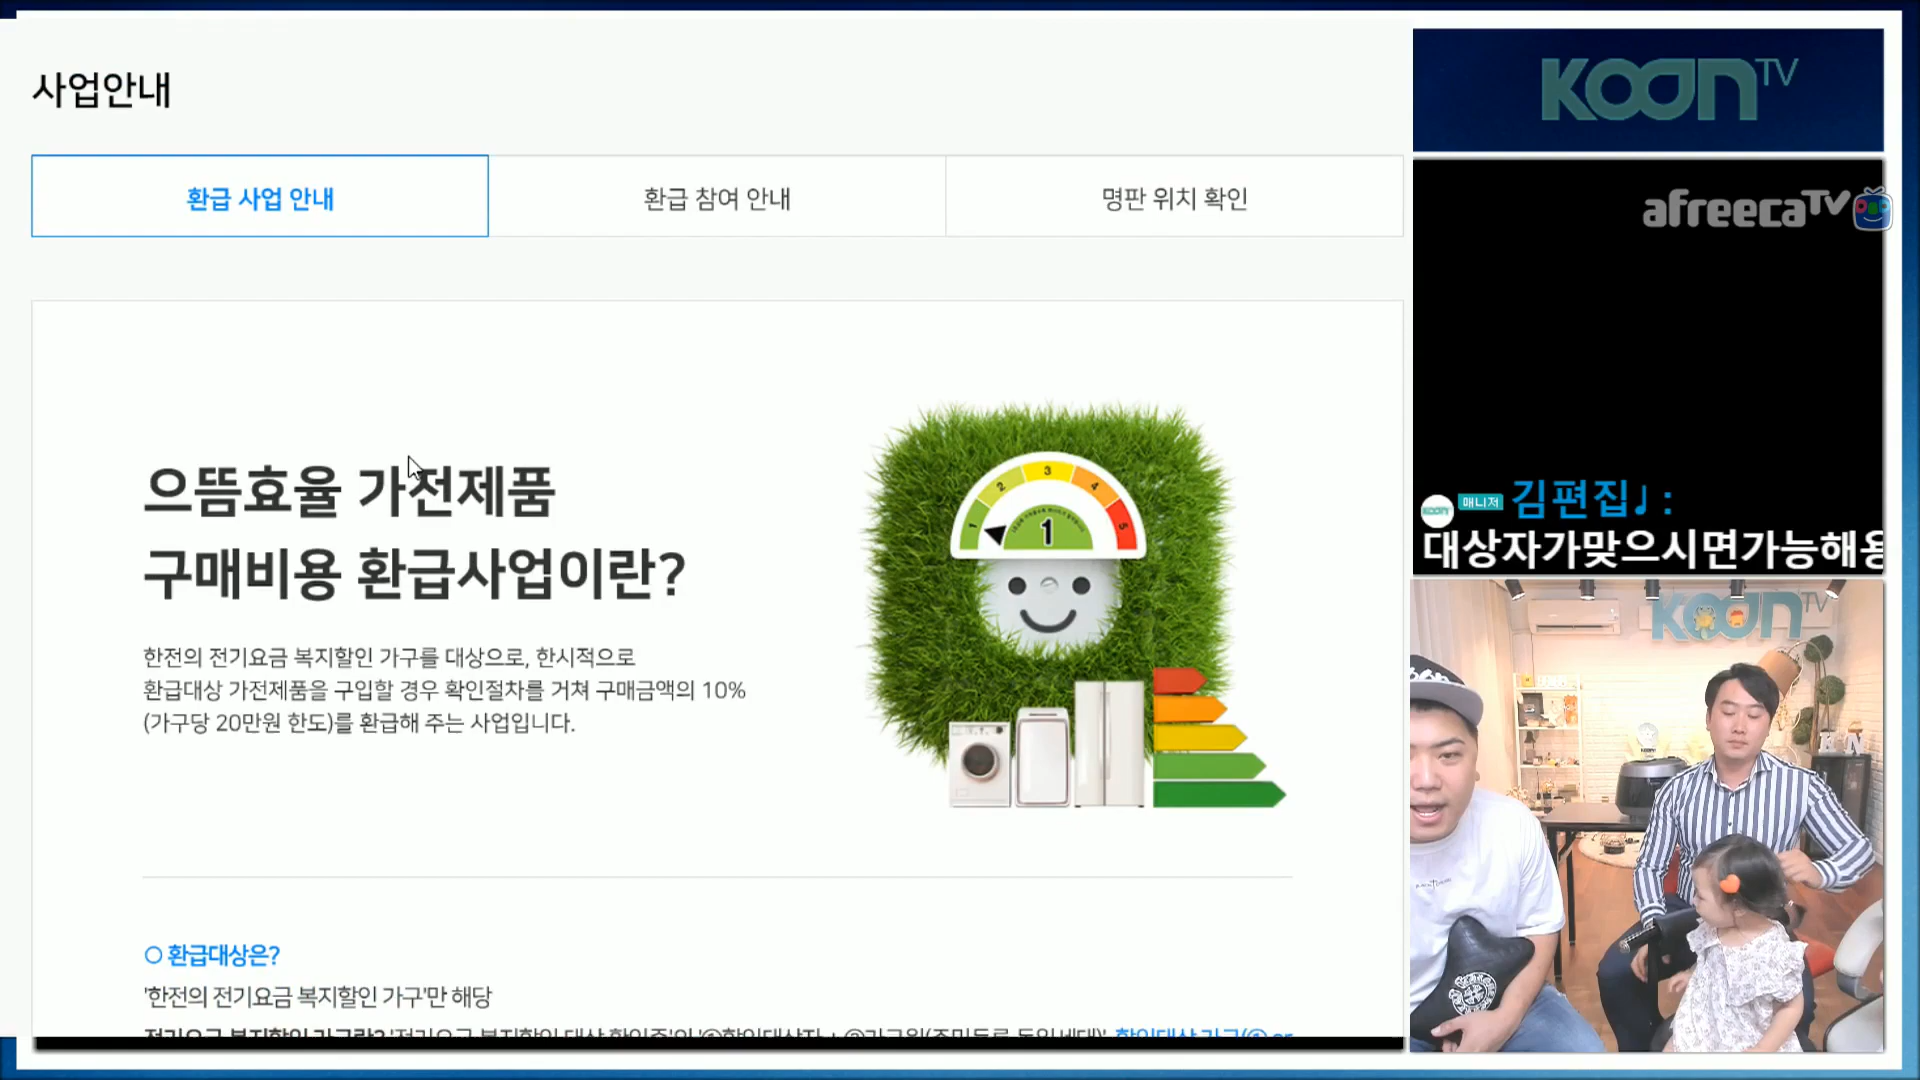 사업안내
환급 사업 안내
환급 참여 안내
명판 위치 확인
으뜸효율 가전제품
구매비용 환급사업이란?
한전의 전기요금 복지할인 가구를 대상으로, 한시적으로
환급대상 가전제품을 구입할 경우 확인절차를 거쳐 구매금액의 10%
(가구당 20만원 한도)를 환급해 주는 사업입니다.
1 2 3 4 5
1
○ 환급대상은?
'한전의 전기요금 복지할인 가구'만 해당
KOONTV
afreecaTV
매니저 김편집♩ :
대상자가맞으시면가능해용
KOONTV